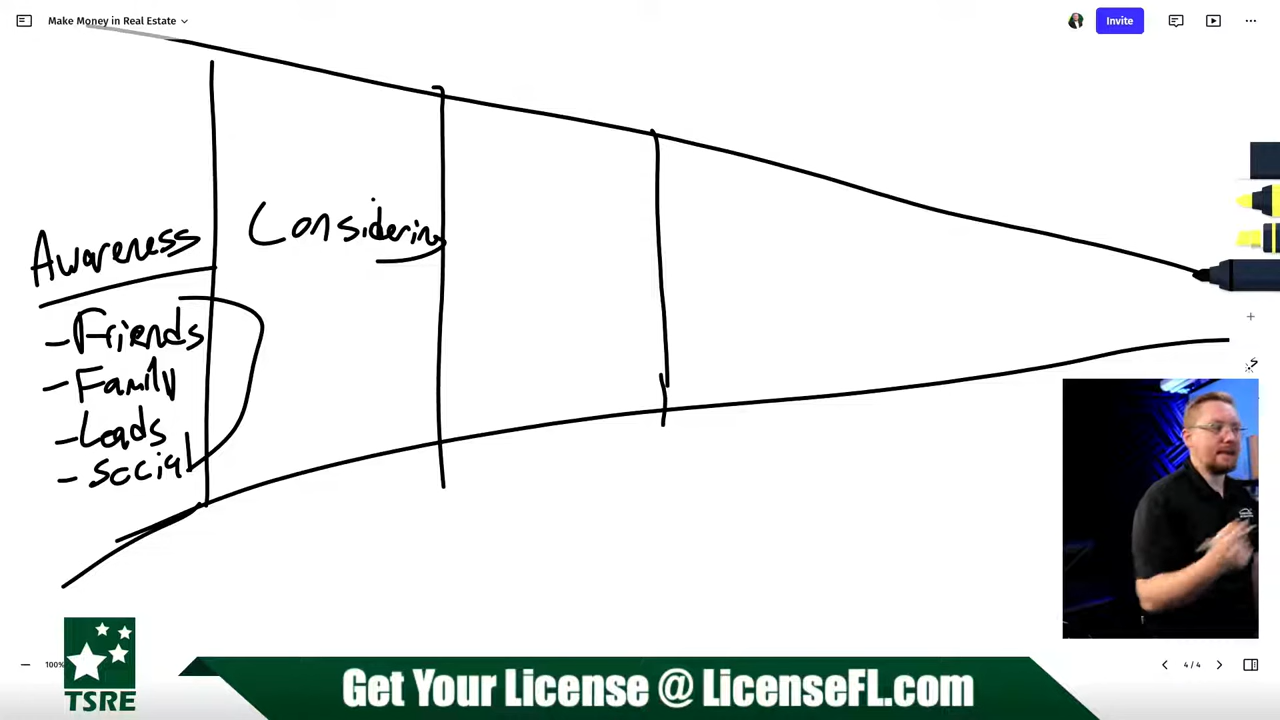 Make Money in Real Estate
Invite
Considering
Awareness
- Friends
- Family
- Leads
- Social
100%
4 / 4
TSRE
Get Your License @ LicenseFL.com